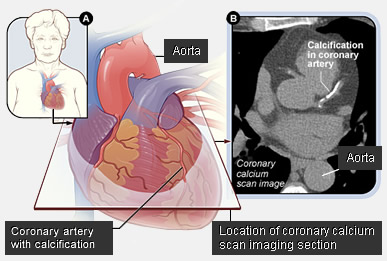 A
Aorta
B
Calcification
in coronary
artery
Coronary
calcium
scan image
Aorta
Coronary artery
with calcification
Location of coronary calcium
scan imaging section